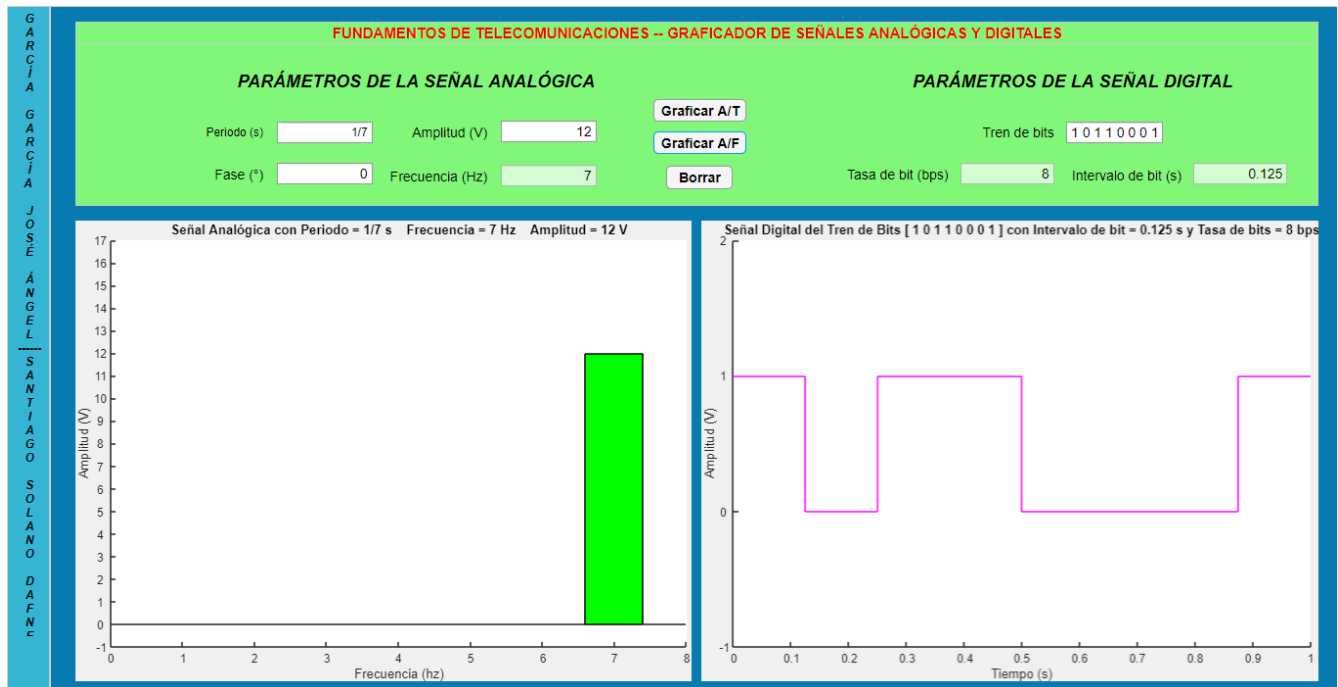 GARCÍA GARCÍA JOSÉ ÁNGEL ------ SANTIAGO SOLANO DAFNE
FUNDAMENTOS DE TELECOMUNICACIONES -- GRAFICADOR DE SEÑALES ANALÓGICAS Y DIGITALES
PARÁMETROS DE LA SEÑAL ANALÓGICA
Periodo (s) 1/7 Amplitud (V) 12
Fase (°) 0 Frecuencia (Hz) 7
Graficar A/T
Graficar A/F
Borrar
PARÁMETROS DE LA SEÑAL DIGITAL
Tren de bits 1 0 1 1 0 0 0 1
Tasa de bit (bps) 8 Intervalo de bit (s) 0.125
Señal Analógica con Periodo = 1/7 s Frecuencia = 7 Hz Amplitud = 12 V
17
16
15
14
13
12
11
10
9
8
7
6
5
4
3
2
1
0
-1
Amplitud (V)
0 1 2 3 4 5 6 7 8
Frecuencia (hz)
Señal Digital del Tren de Bits [ 1 0 1 1 0 0 0 1 ] con Intervalo de bit = 0.125 s y Tasa de bits = 8 bps
2
1
0
-1
Amplitud (V)
0 0.1 0.2 0.3 0.4 0.5 0.6 0.7 0.8 0.9 1
Tiempo (s)